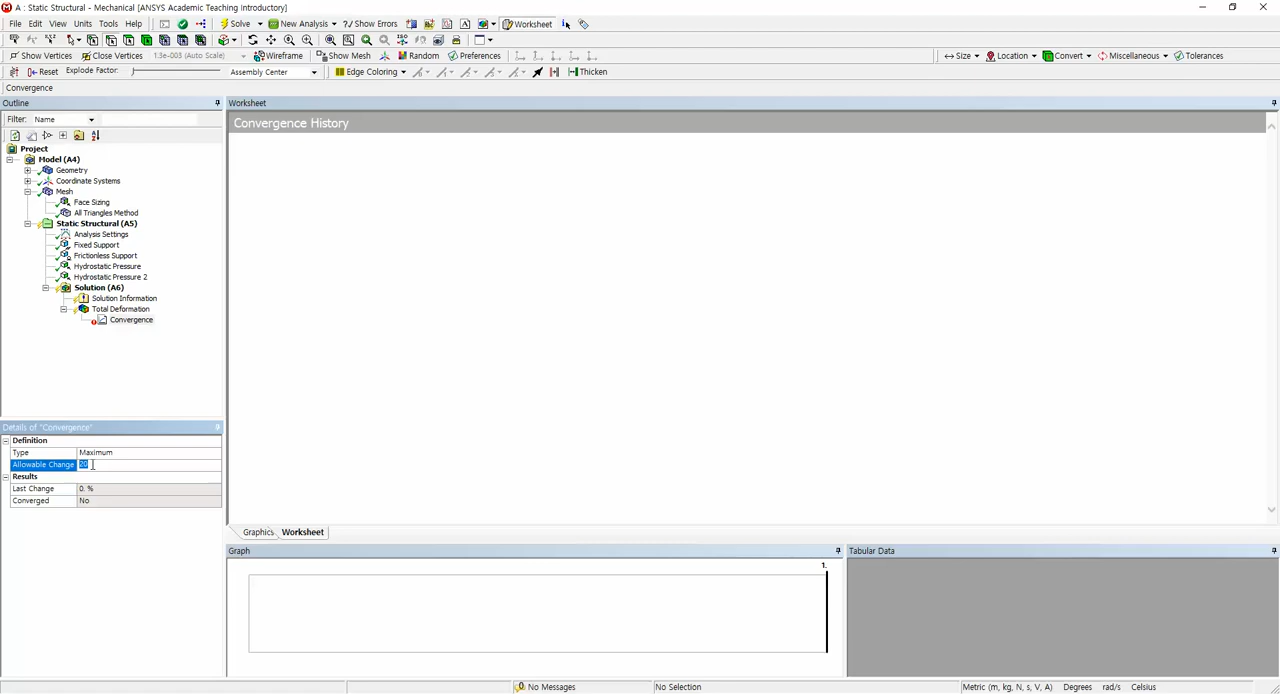 A : Static Structural - Mechanical [ANSYS Academic Teaching Introductory]
File Edit View Units Tools Help Solve New Analysis ? Show Errors Worksheet
Show Vertices Close Vertices 1.3e-003 (Auto Scale) Wireframe Show Mesh Random Preferences Size Location Convert Miscellaneous Tolerances
Reset Explode Factor: Assembly Center Edge Coloring Thicken
Convergence
Outline
Filter: Name
Project
Model (A4)
Geometry
Coordinate Systems
Mesh
Face Sizing
All Triangles Method
Static Structural (A5)
Analysis Settings
Fixed Support
Frictionless Support
Hydrostatic Pressure
Hydrostatic Pressure 2
Solution (A6)
Solution Information
Total Deformation
Convergence
Details of "Convergence"
Definition
Type Maximum
Allowable Change 20
Results
Last Change 0. %
Converged No
Worksheet
Convergence History
Graphics Worksheet
Graph
1.
Tabular Data
0 No Messages No Selection Metric (m, kg, N, s, V, A) Degrees rad/s Celsius